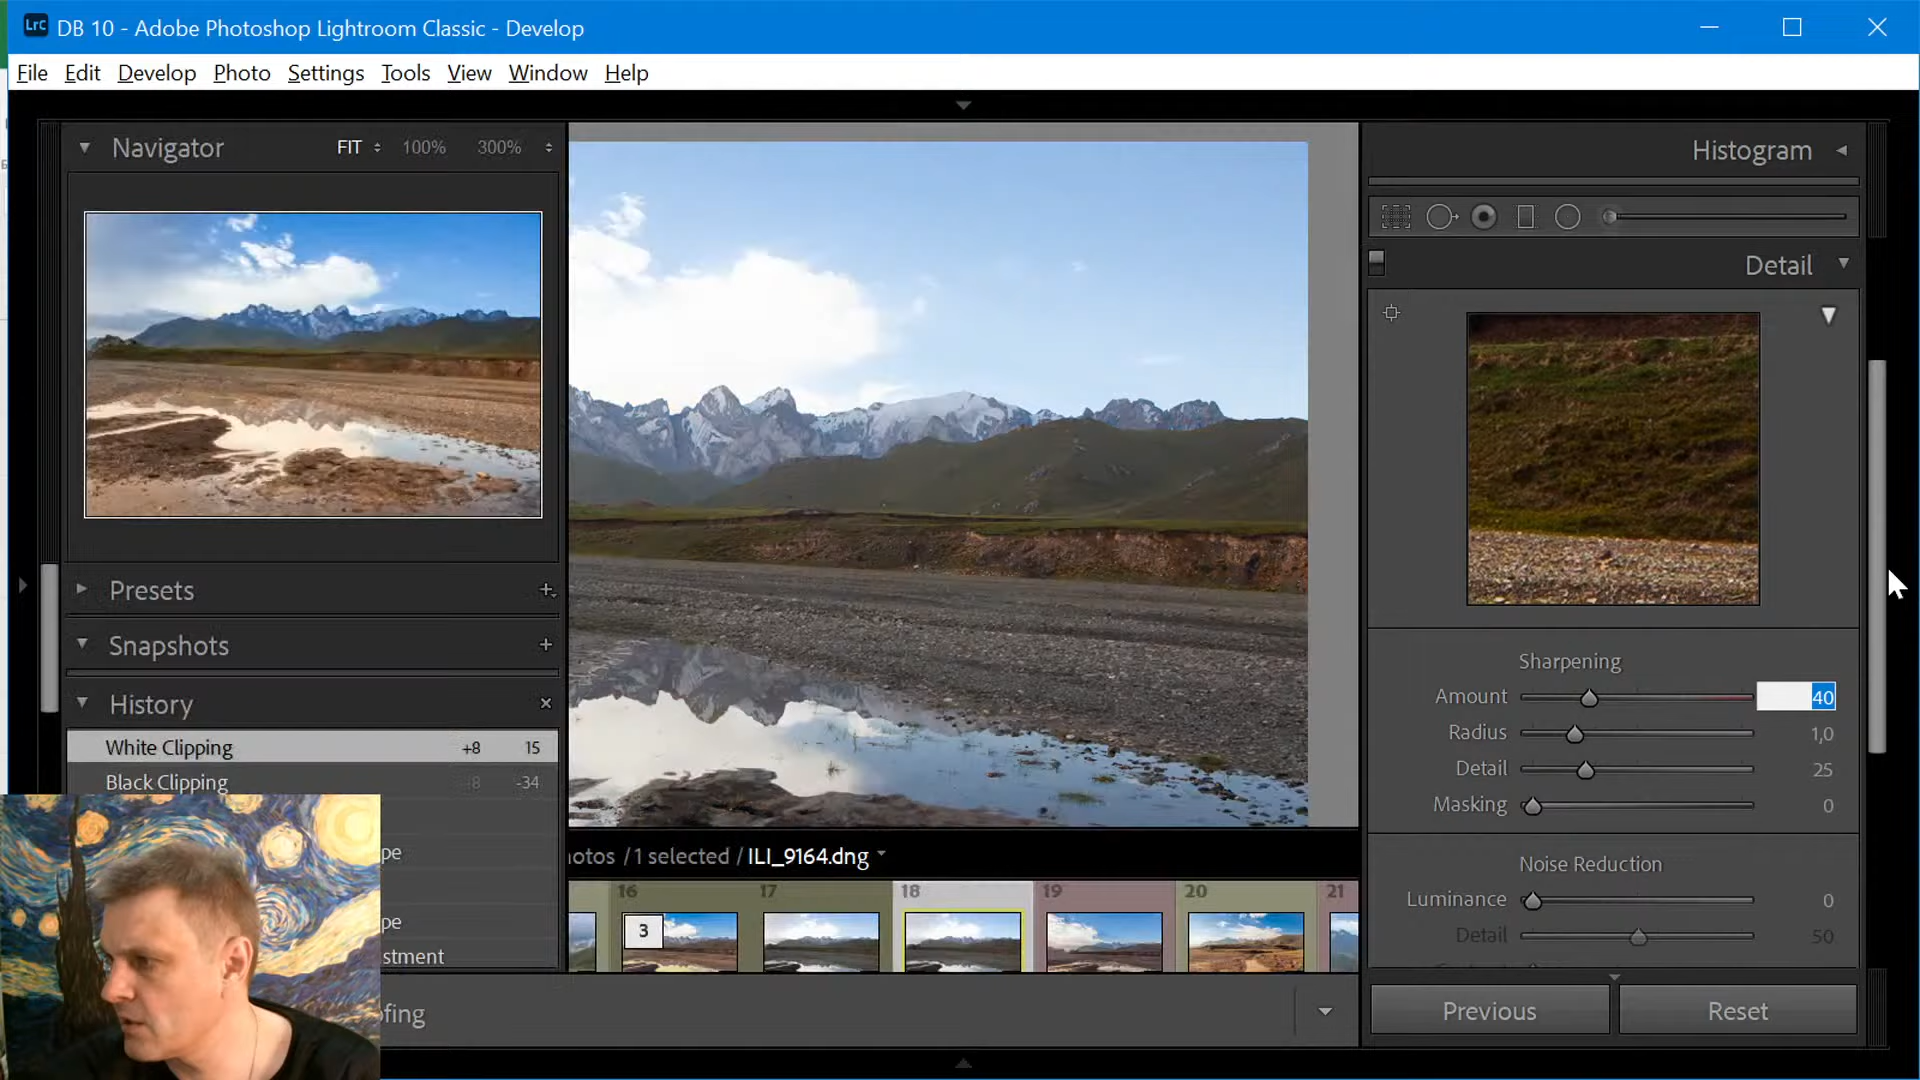 LrC DB 10 - Adobe Photoshop Lightroom Classic - Develop
File Edit Develop Photo Settings Tools View Window Help
Navigator FIT 100% 300%
Presets
Snapshots
History
White Clipping +8 15
Black Clipping -34
pe
pe
stment
ofing
otos / 1 selected / ILI_9164.dng
16 17 18 19 20 21
3
Histogram
Detail
Sharpening
Amount 40
Radius 1,0
Detail 25
Masking 0
Noise Reduction
Luminance 0
Detail 50
Previous Reset